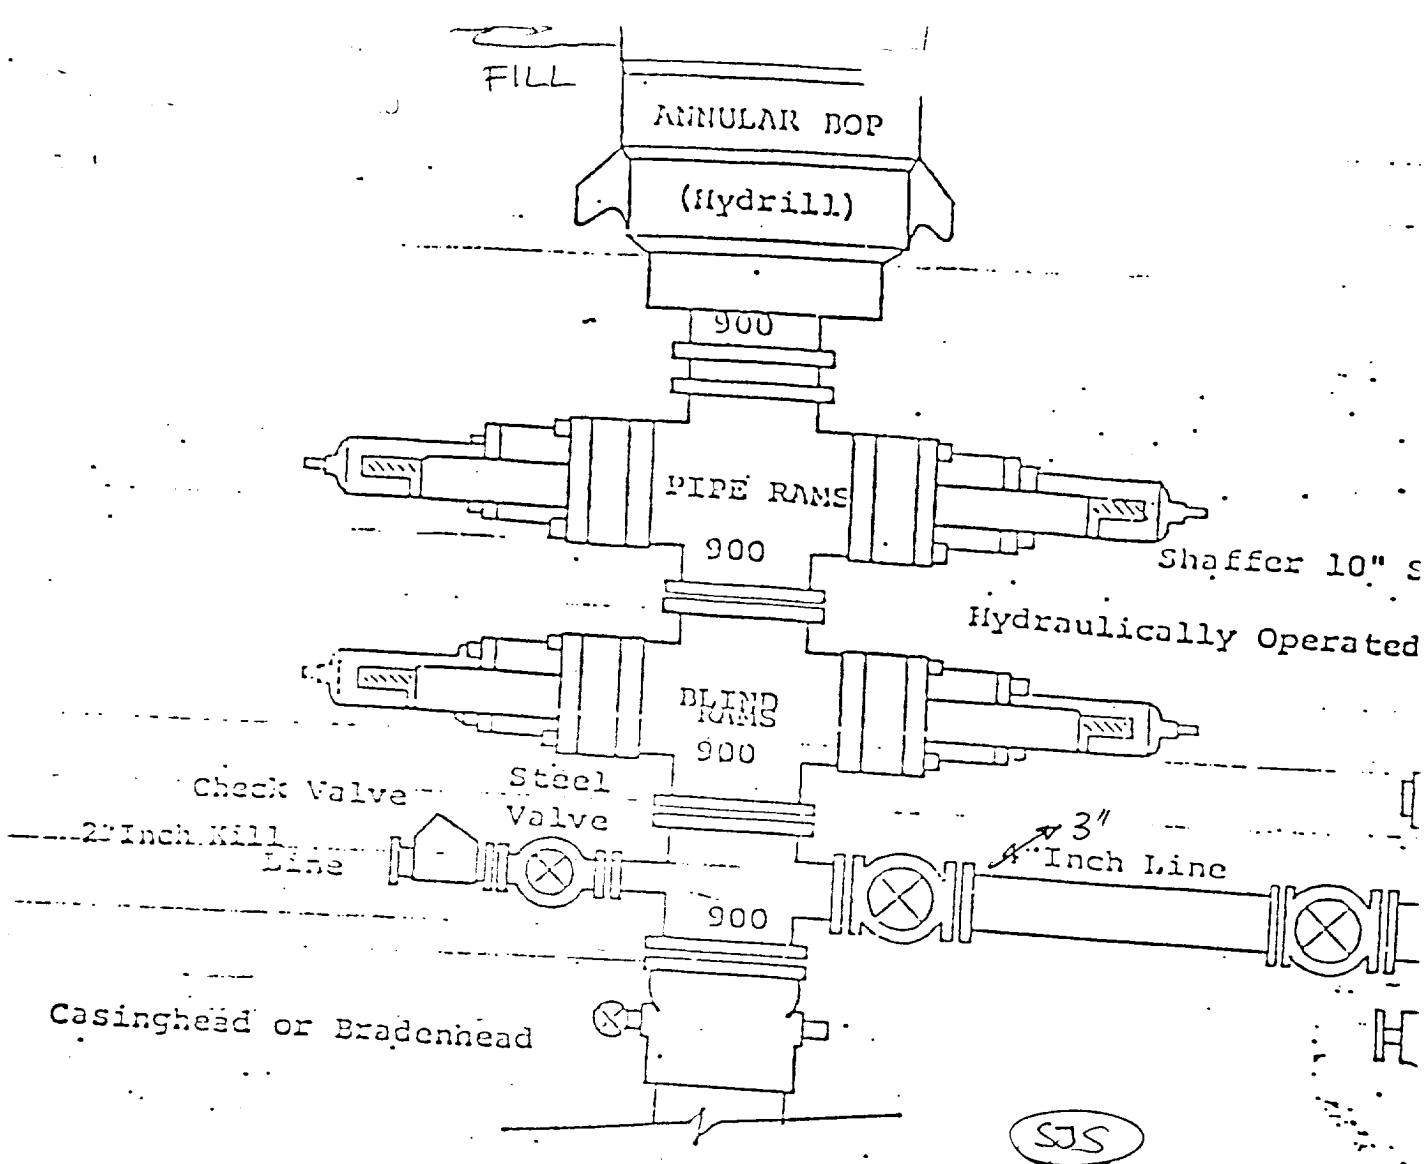 FILL
ANNULAR BOP
(Hydrill)
900
PIPE RAMS
900
Shaffer 10" S
Hydraulically Operated
BLIND
RAMS
900
Check Valve
Steel
Valve
2" Inch Kill
Line
3"
4" Inch Line
900
Casinghead or Bradenhead
SJS